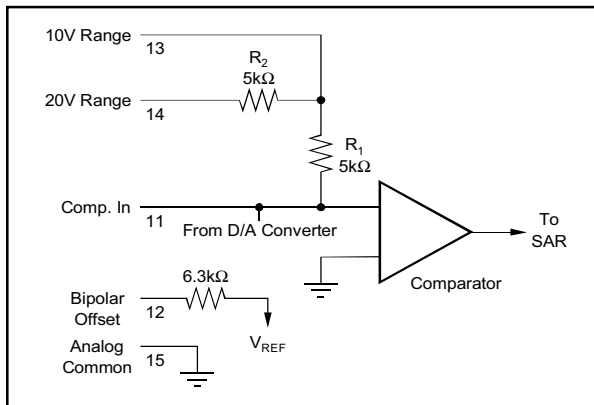 10V Range
13
R2
5kΩ
20V Range
14
R1
5kΩ
Comp. In
11
From D/A Converter
To
SAR
Comparator
6.3kΩ
Bipolar
Offset
12
VREF
Analog
Common
15